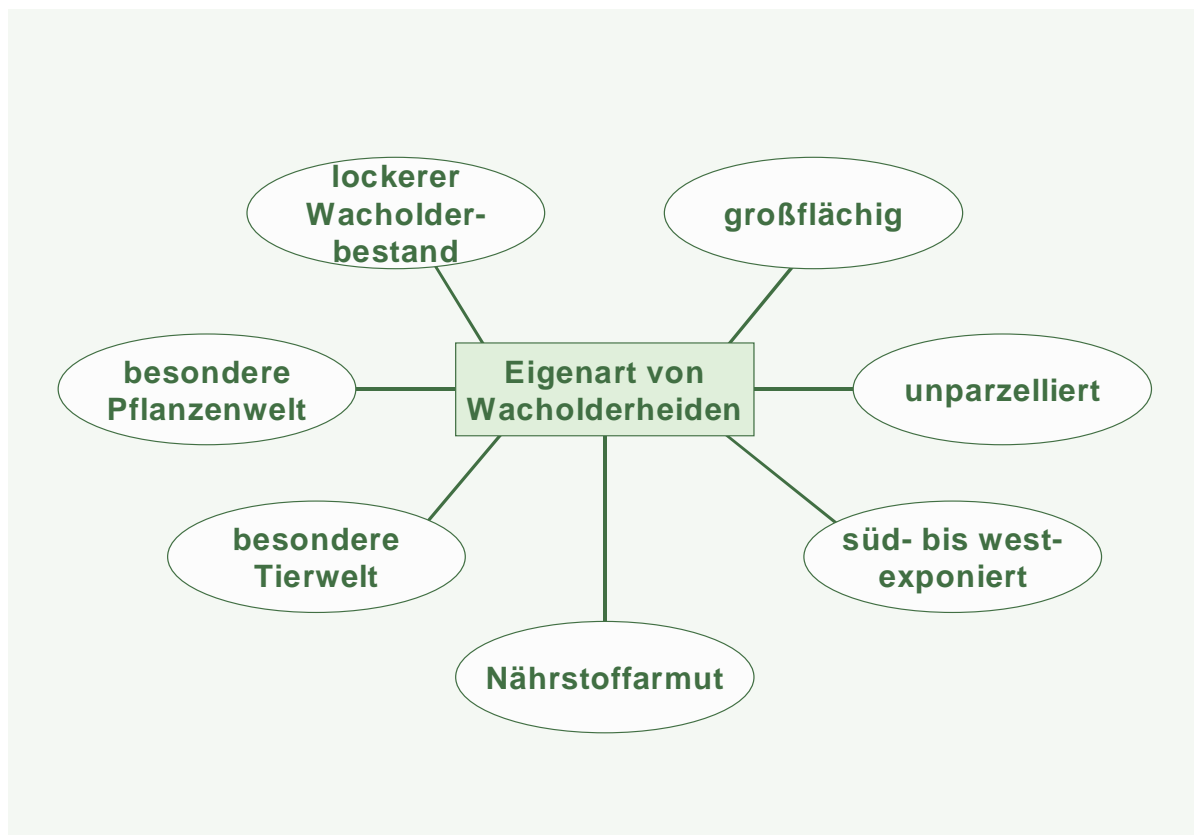 lockerer
Wacholder-
bestand
großflächig
besondere
Pflanzenwelt
Eigenart von
Wacholderheiden
unparzelliert
besondere
Tierwelt
süd- bis west-
exponiert
Nährstoffarmut